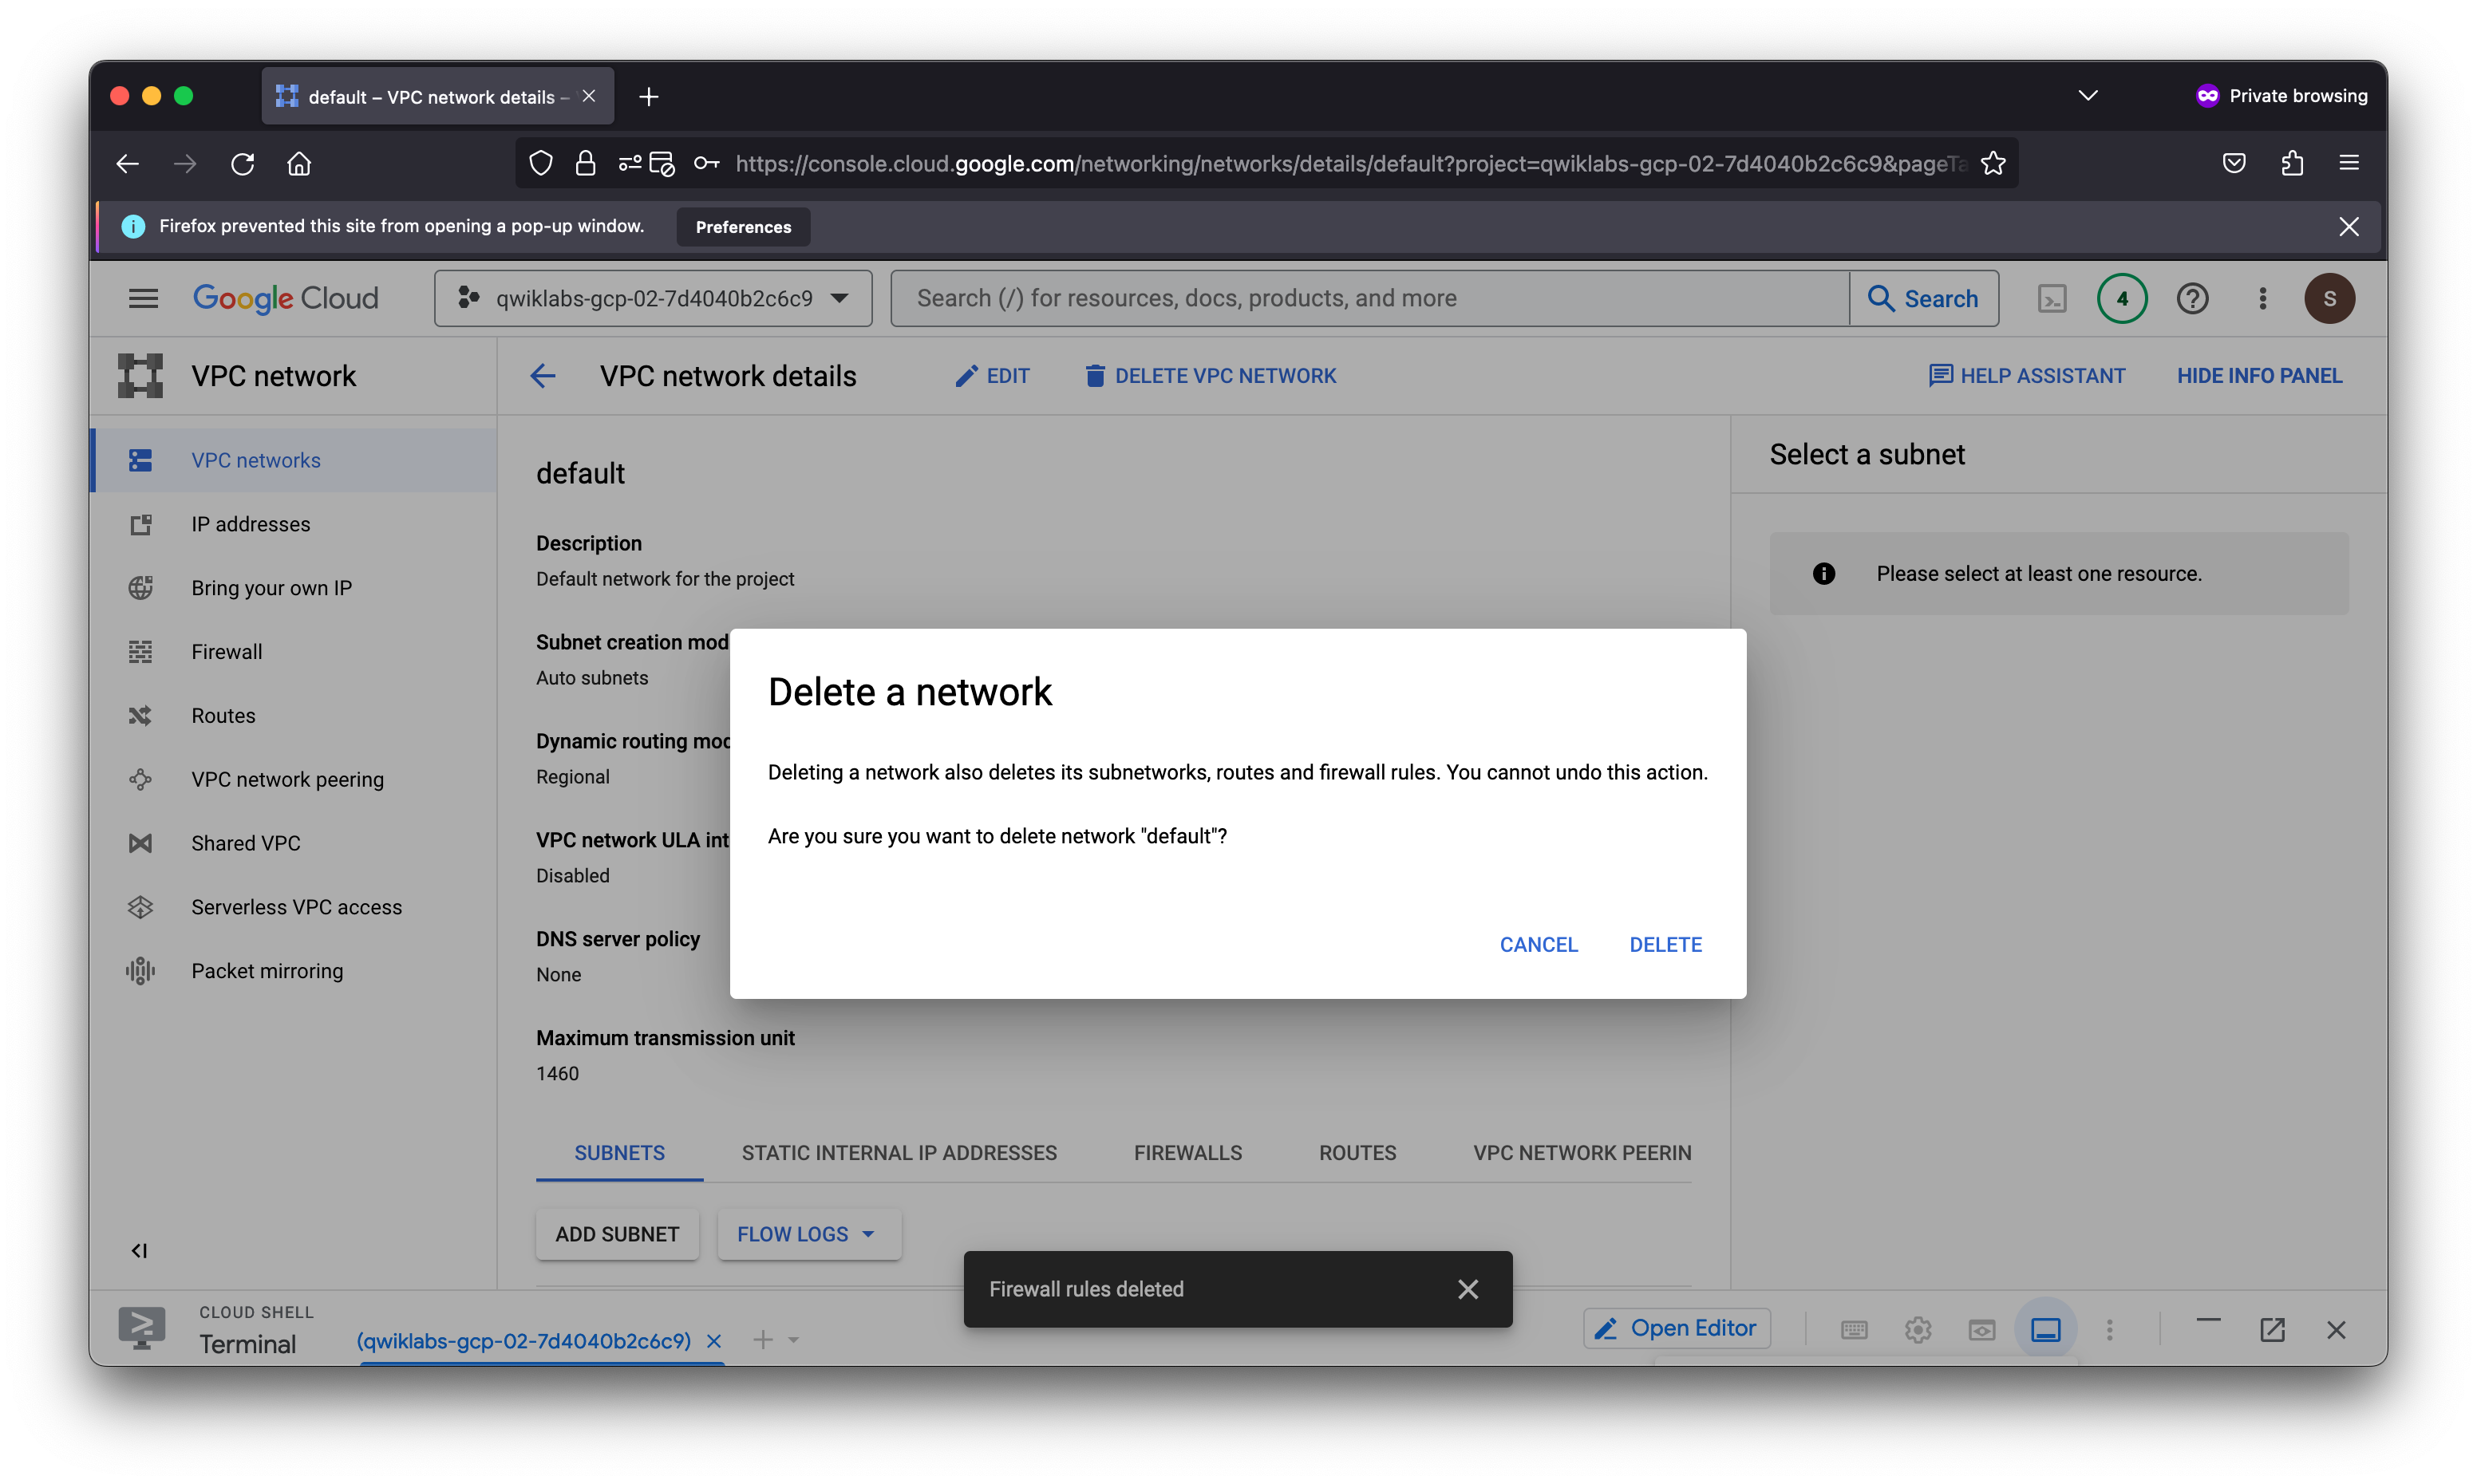 default – VPC network details –
Private browsing
https://console.cloud.google.com/networking/networks/details/default?project=qwiklabs-gcp-02-7d4040b2c6c9&pageTa
Firefox prevented this site from opening a pop-up window.
Preferences
Google Cloud
qwiklabs-gcp-02-7d4040b2c6c9
Search (/) for resources, docs, products, and more
Search
4
S
VPC network
VPC network details
EDIT
DELETE VPC NETWORK
HELP ASSISTANT
HIDE INFO PANEL
VPC networks
IP addresses
Bring your own IP
Firewall
Routes
VPC network peering
Shared VPC
Serverless VPC access
Packet mirroring
default
Description
Default network for the project
Subnet creation mod
Auto subnets
Dynamic routing mod
Regional
VPC network ULA int
Disabled
DNS server policy
None
Maximum transmission unit
1460
Select a subnet
Please select at least one resource.
Delete a network
Deleting a network also deletes its subnetworks, routes and firewall rules. You cannot undo this action.
Are you sure you want to delete network "default"?
CANCEL
DELETE
SUBNETS
STATIC INTERNAL IP ADDRESSES
FIREWALLS
ROUTES
VPC NETWORK PEERIN
ADD SUBNET
FLOW LOGS
Firewall rules deleted
CLOUD SHELL
Terminal
(qwiklabs-gcp-02-7d4040b2c6c9)
Open Editor